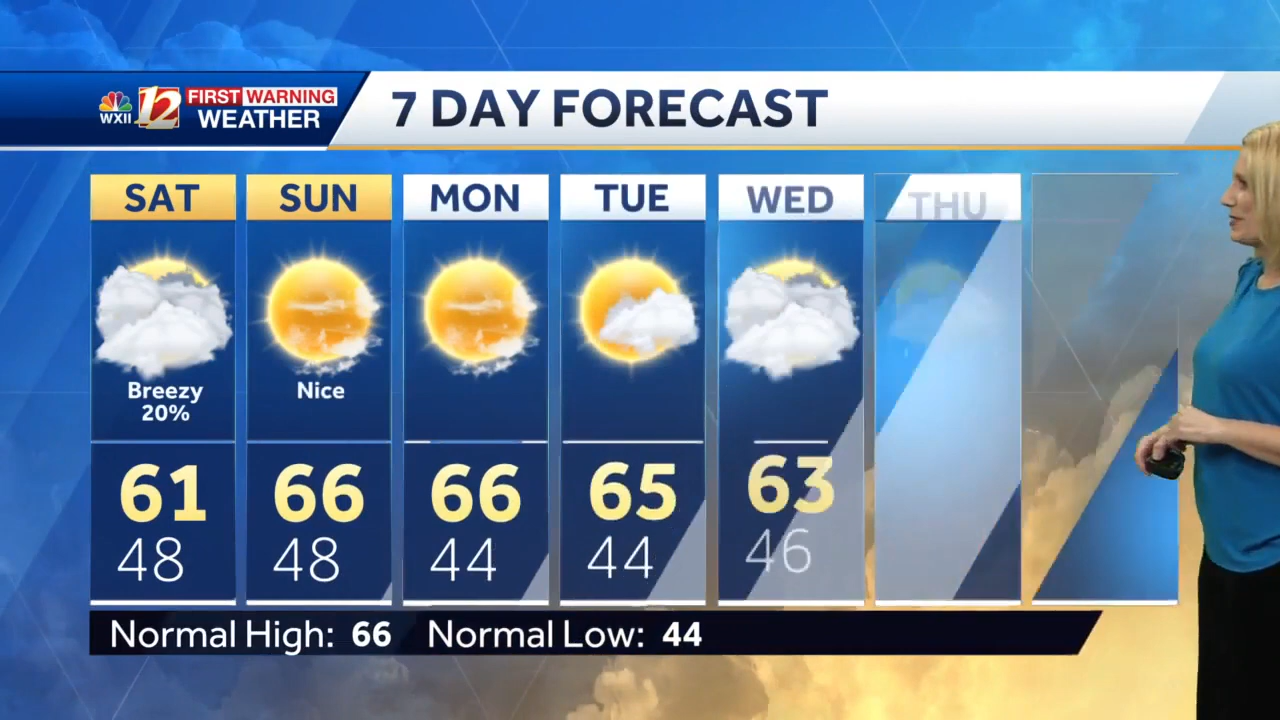 WXII 12 FIRST WARNING
WEATHER
7 DAY FORECAST
SAT SUN MON TUE WED THU
Breezy Nice
20%
61 66 66 65 63
48 48 44 44 46
Normal High: 66 Normal Low: 44